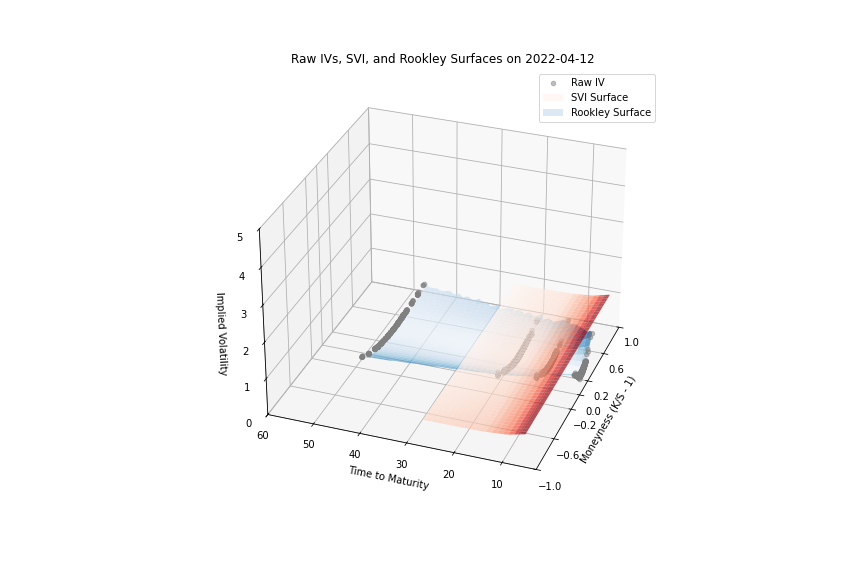 Raw IVs, SVI, and Rookley Surfaces on 2022-04-12
Raw IV
SVI Surface
Rookley Surface
5
4
3
2
1
0
Implied Volatility
60
50
40
30
20
10
Time to Maturity
1.0
0.6
0.2
0.0
−0.2
−0.6
−1.0
Moneyness (K/S - 1)